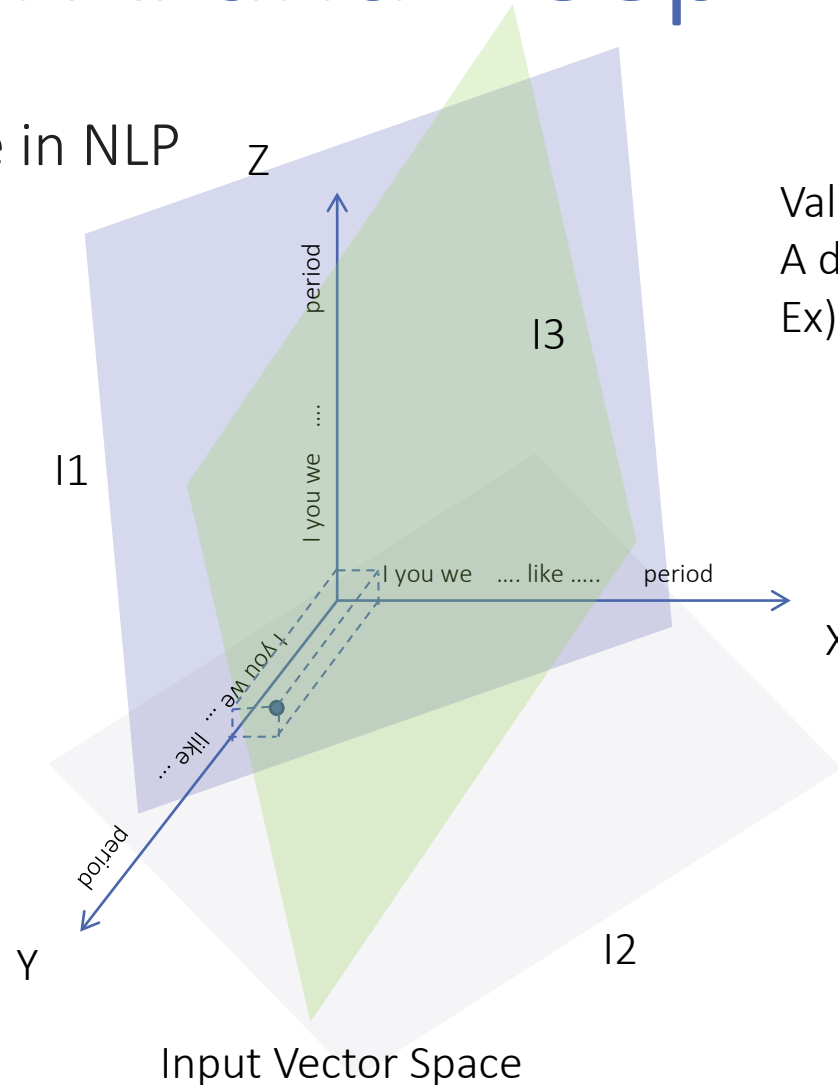 e in NLP
Z
Val
A d
Ex)
period
....
I you we
I3
I1
I you we .... like ..... period
X
I you we ... like ...
period
Y
I2
Input Vector Space